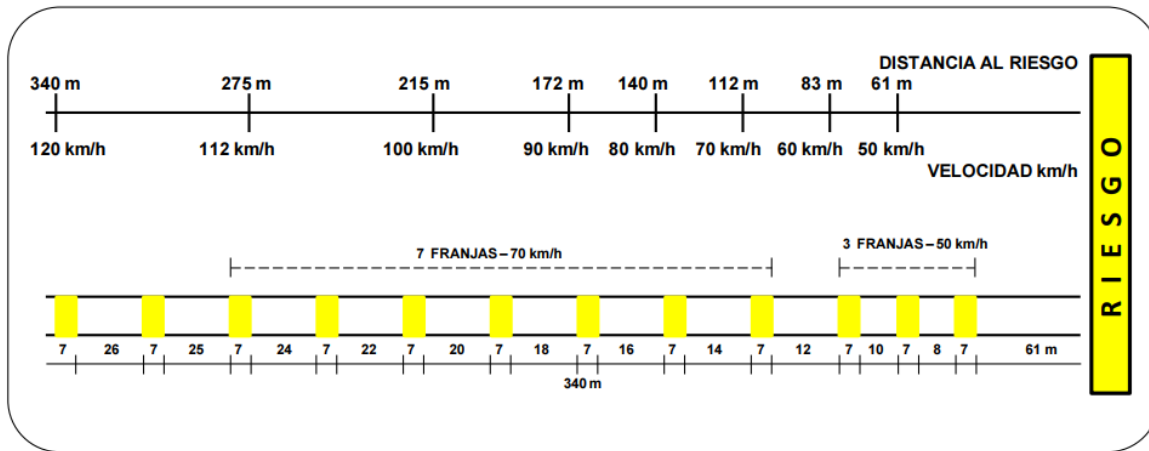 DISTANCIA AL RIESGO
340 m 275 m 215 m 172 m 140 m 112 m 83 m 61 m
120 km/h 112 km/h 100 km/h 90 km/h 80 km/h 70 km/h 60 km/h 50 km/h
VELOCIDAD km/h
RIESGO
7 FRANJAS – 70 km/h 3 FRANJAS – 50 km/h
7 26 7 25 7 24 7 22 7 20 7 18 7 16 7 14 7 12 7 10 7 8 7 61 m
340 m